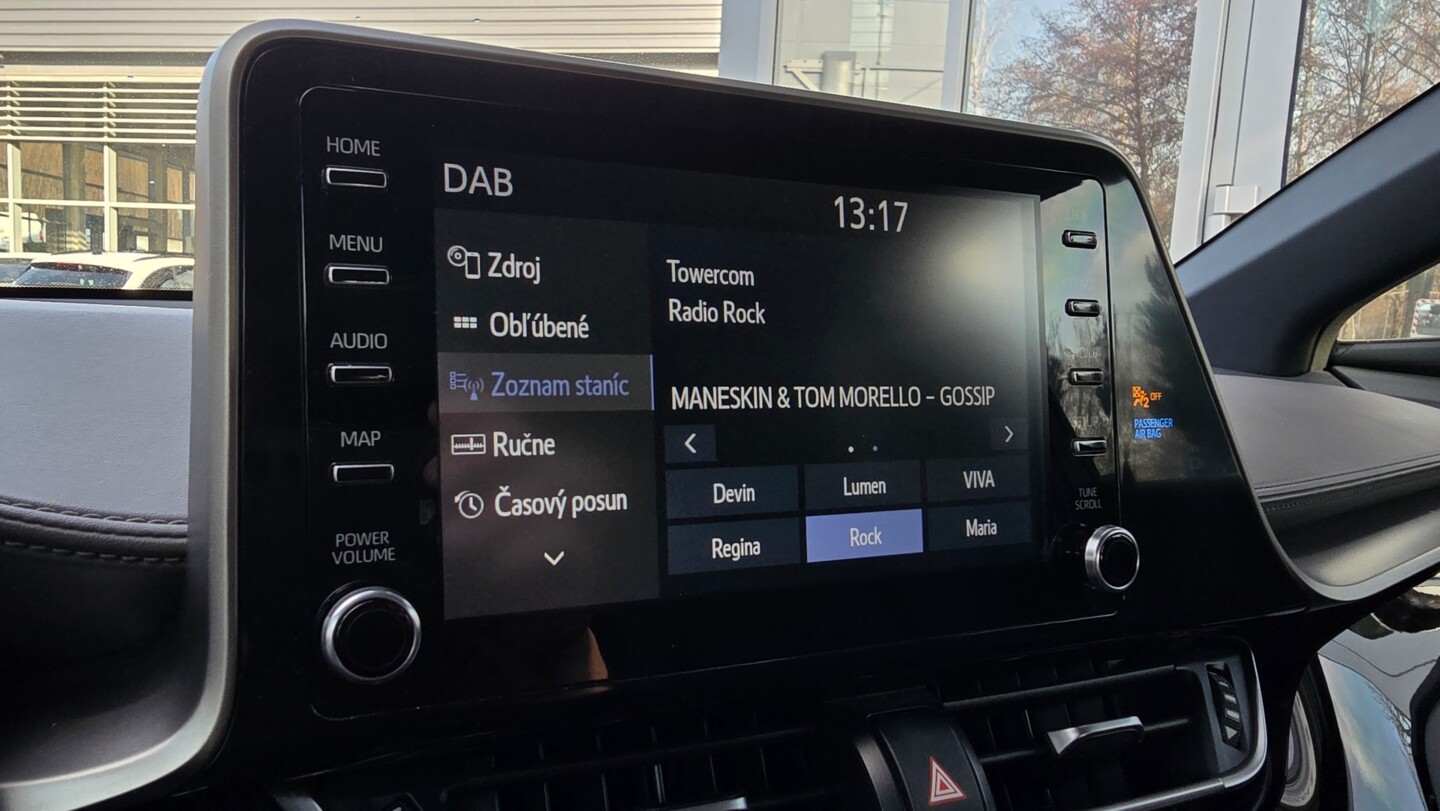 HOME
MENU
AUDIO
MAP
POWER
VOLUME
DAB
13:17
Zdroj
Obľúbené
Zoznam staníc
Ručne
Časový posun
Towercom
Radio Rock
MANESKIN & TOM MORELLO – GOSSIP
Devin
Lumen
VIVA
Regina
Rock
Maria
TUNE
SCROLL
2 OFF
PASSENGER
AIR BAG